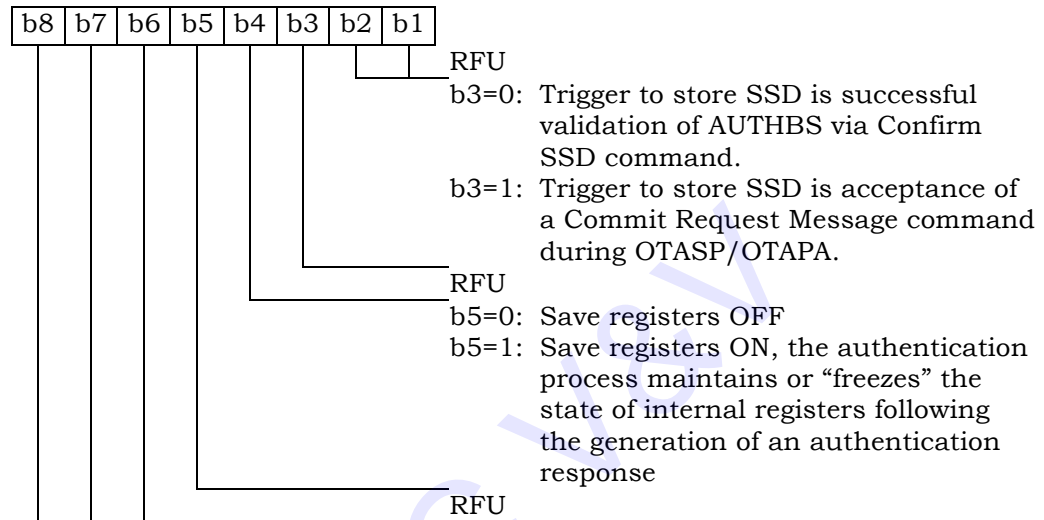 b8 b7 b6 b5 b4 b3 b2 b1
RFU
b3=0: Trigger to store SSD is successful
validation of AUTHBS via Confirm
SSD command.
b3=1: Trigger to store SSD is acceptance of
a Commit Request Message command
during OTASP/OTAPA.
RFU
b5=0: Save registers OFF
b5=1: Save registers ON, the authentication
process maintains or “freezes” the
state of internal registers following
the generation of an authentication
response
RFU